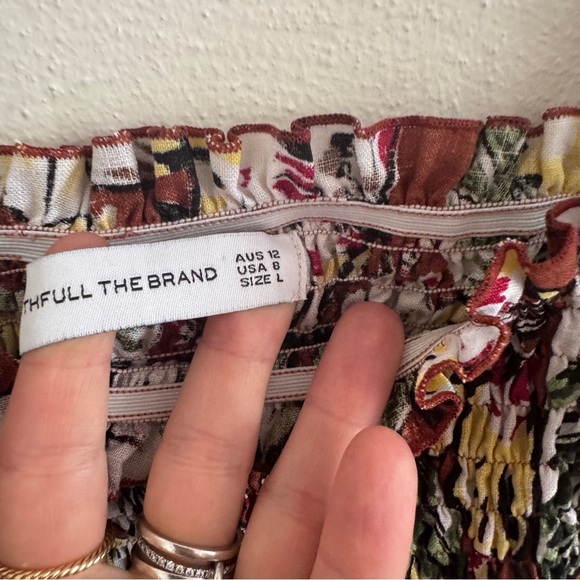 THFULL THE BRAND
AUS 12
USA 8
SIZE L